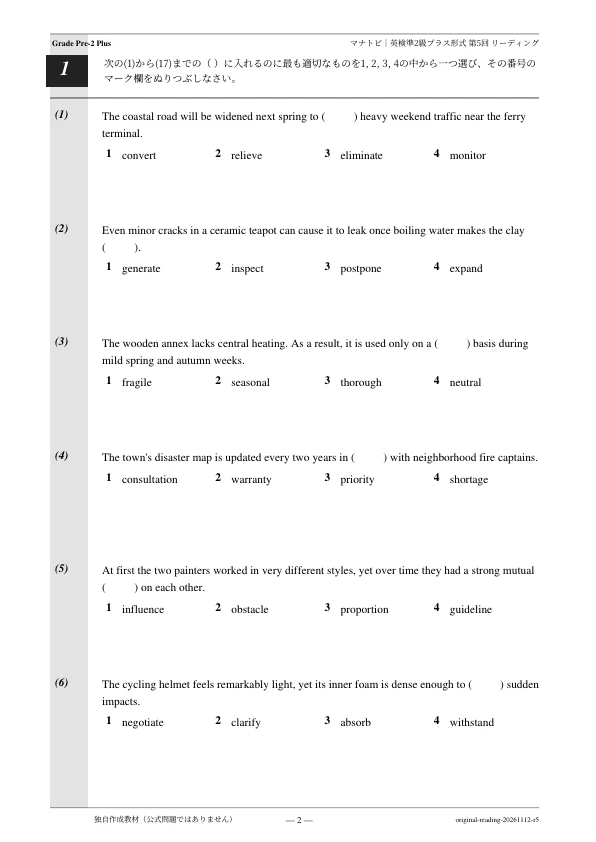 Grade Pre-2 Plus
マナトビ｜英検準2級プラス形式 第5回 リーディング
1
次の(1)から(17)までの（ ）に入れるのに最も適切なものを1, 2, 3, 4の中から一つ選び、その番号の
マーク欄をぬりつぶしなさい。
(1)
The coastal road will be widened next spring to ( ) heavy weekend traffic near the ferry
terminal.
1 convert 2 relieve 3 eliminate 4 monitor
(2)
Even minor cracks in a ceramic teapot can cause it to leak once boiling water makes the clay
( ).
1 generate 2 inspect 3 postpone 4 expand
(3)
The wooden annex lacks central heating. As a result, it is used only on a ( ) basis during
mild spring and autumn weeks.
1 fragile 2 seasonal 3 thorough 4 neutral
(4)
The town's disaster map is updated every two years in ( ) with neighborhood fire captains.
1 consultation 2 warranty 3 priority 4 shortage
(5)
At first the two painters worked in very different styles, yet over time they had a strong mutual
( ) on each other.
1 influence 2 obstacle 3 proportion 4 guideline
(6)
The cycling helmet feels remarkably light, yet its inner foam is dense enough to ( ) sudden
impacts.
1 negotiate 2 clarify 3 absorb 4 withstand
独自作成教材（公式問題ではありません）
— 2 —
original-reading-20261112-r5